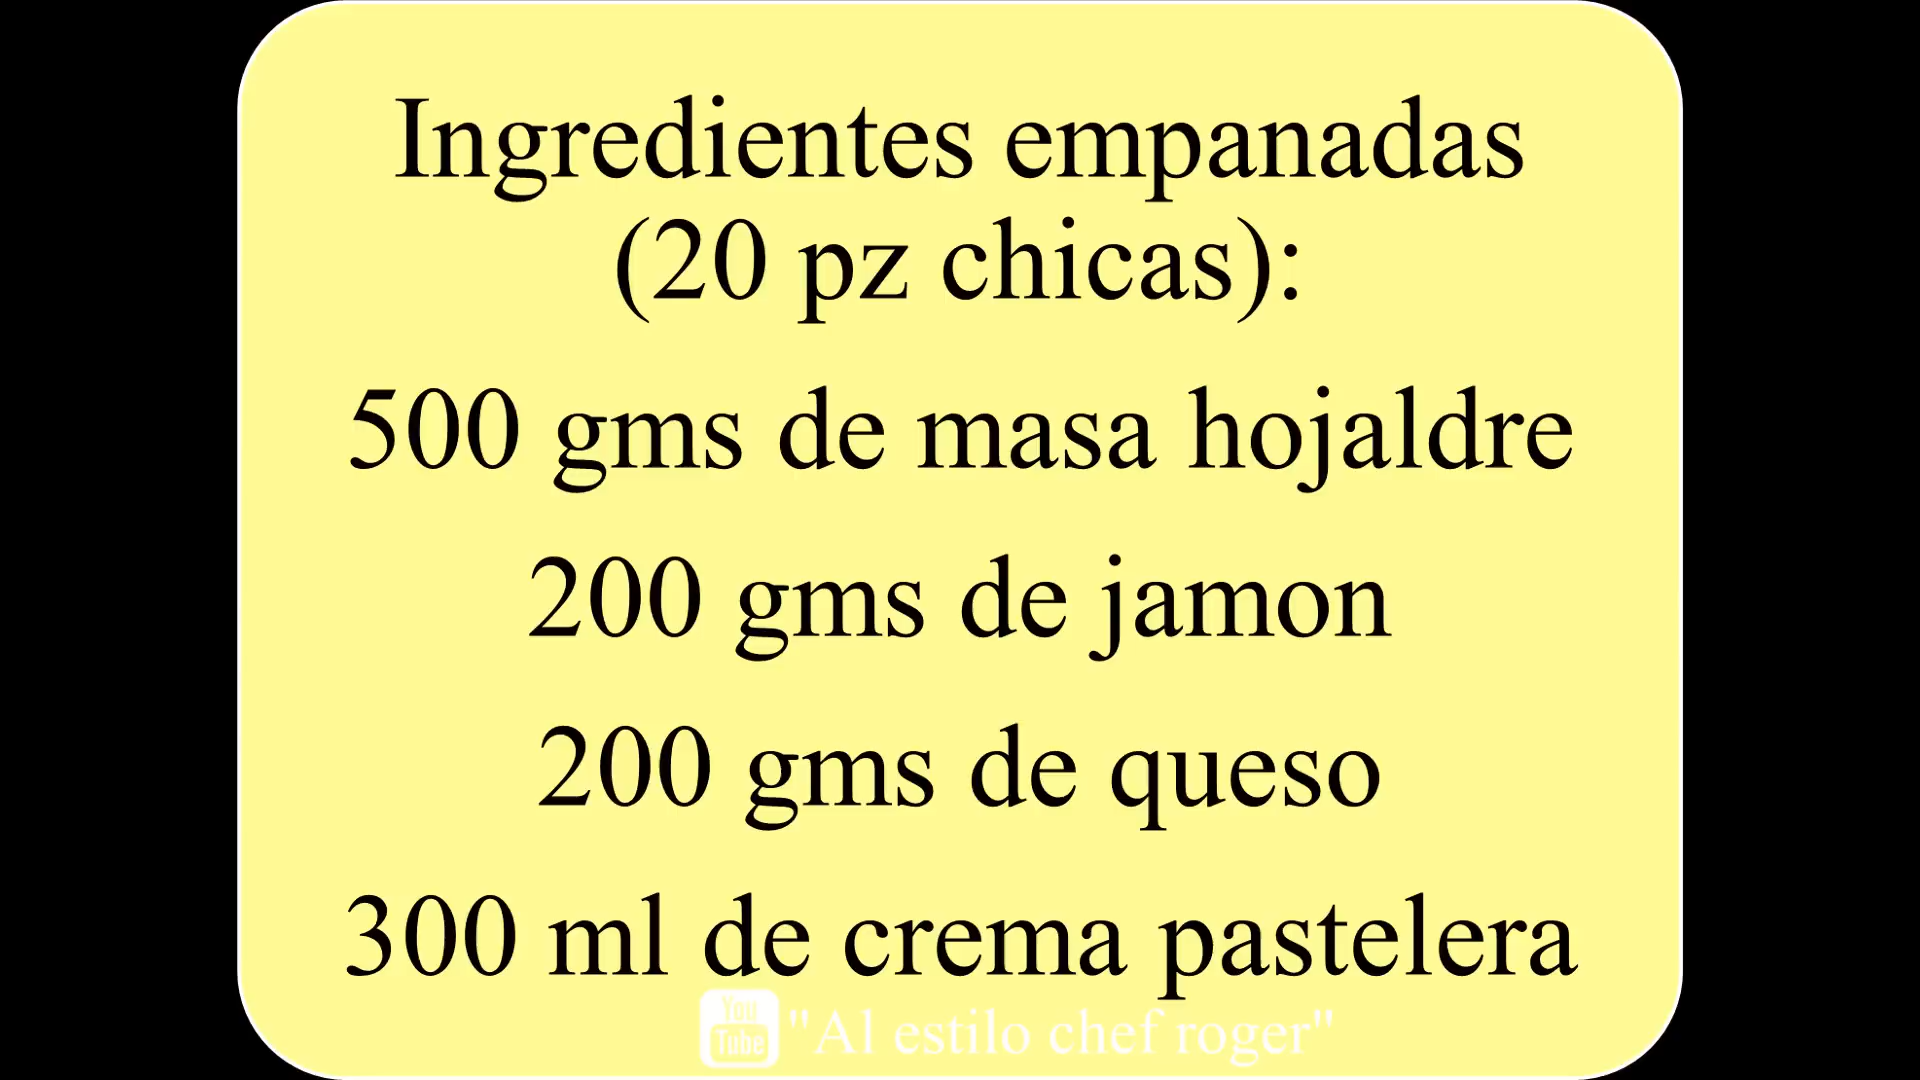 Ingredientes empanadas
(20 pz chicas):
500 gms de masa hojaldre
200 gms de jamon
200 gms de queso
300 ml de crema pastelera
You
Tube "Al estilo chef roger"